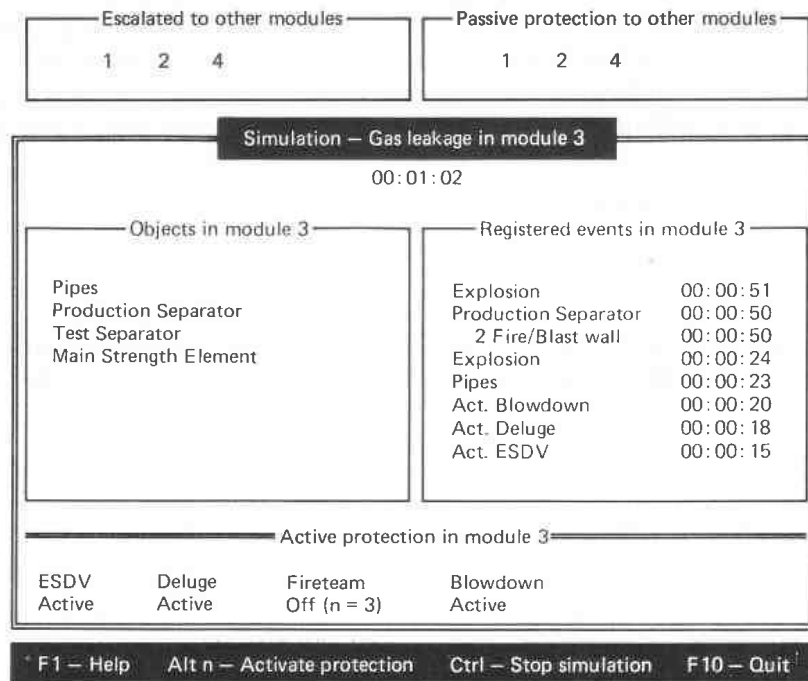 Escalated to other modules
1 2 4
Passive protection to other modules
1 2 4
Simulation – Gas leakage in module 3
00:01:02
Objects in module 3
Pipes
Production Separator
Test Separator
Main Strength Element
Registered events in module 3
Explosion 00:00:51
Production Separator 00:00:50
2 Fire/Blast wall 00:00:50
Explosion 00:00:24
Pipes 00:00:23
Act. Blowdown 00:00:20
Act. Deluge 00:00:18
Act. ESDV 00:00:15
Active protection in module 3
ESDV Deluge Fireteam Blowdown
Active Active Off (n = 3) Active
F1 – Help Alt n – Activate protection Ctrl – Stop simulation F10 – Quit